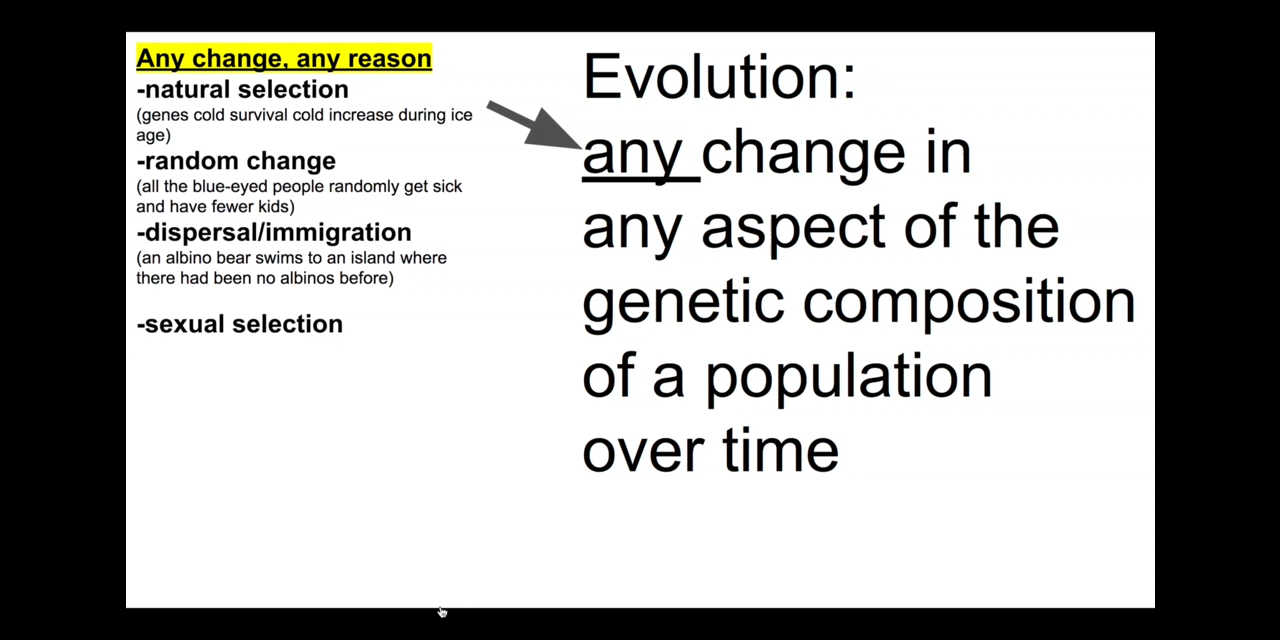 Any change, any reason
-natural selection
(genes cold survival cold increase during ice
age)
-random change
(all the blue-eyed people randomly get sick
and have fewer kids)
-dispersal/immigration
(an albino bear swims to an island where
there had been no albinos before)
-sexual selection
Evolution:
any change in
any aspect of the
genetic composition
of a population
over time